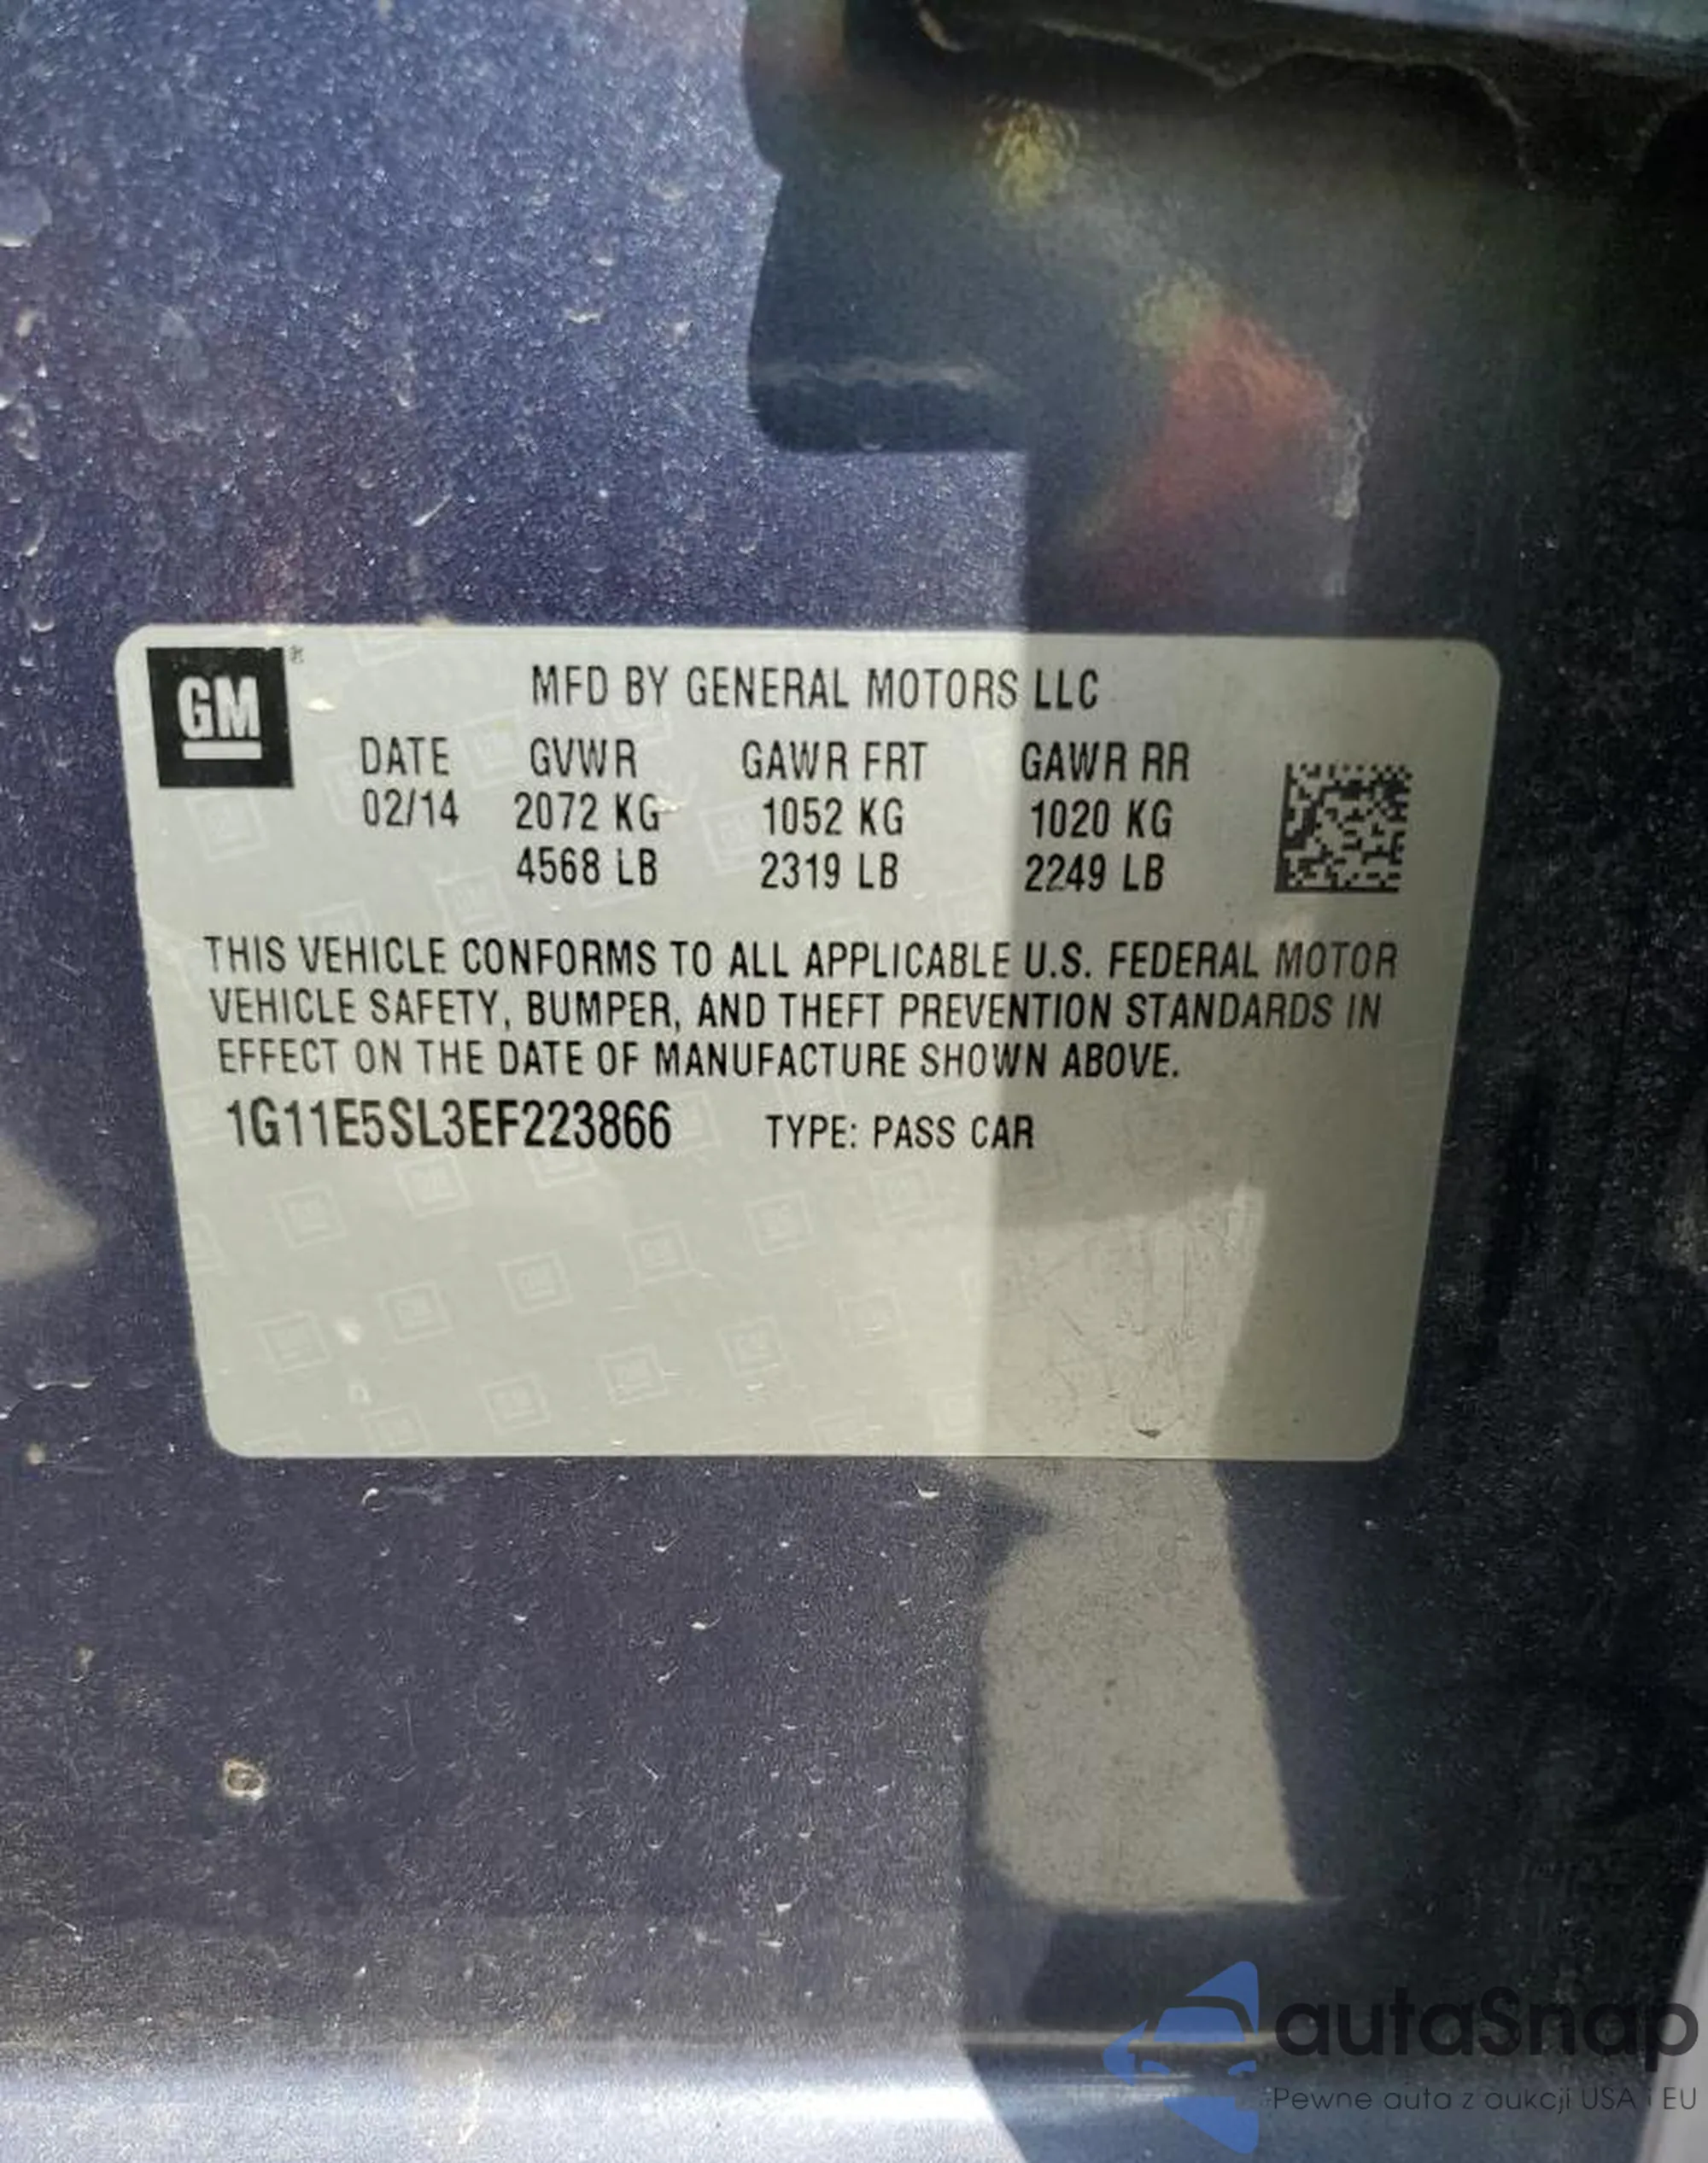 GM
MFD BY GENERAL MOTORS LLC
DATE GVWR GAWR FRT GAWR RR
02/14 2072 KG 1052 KG 1020 KG
4568 LB 2319 LB 2249 LB
THIS VEHICLE CONFORMS TO ALL APPLICABLE U.S. FEDERAL MOTOR
VEHICLE SAFETY, BUMPER, AND THEFT PREVENTION STANDARDS IN
EFFECT ON THE DATE OF MANUFACTURE SHOWN ABOVE.
1G11E5SL3EF223866 TYPE: PASS CAR
autaSnap
Pewne auta z aukcji USA i EU